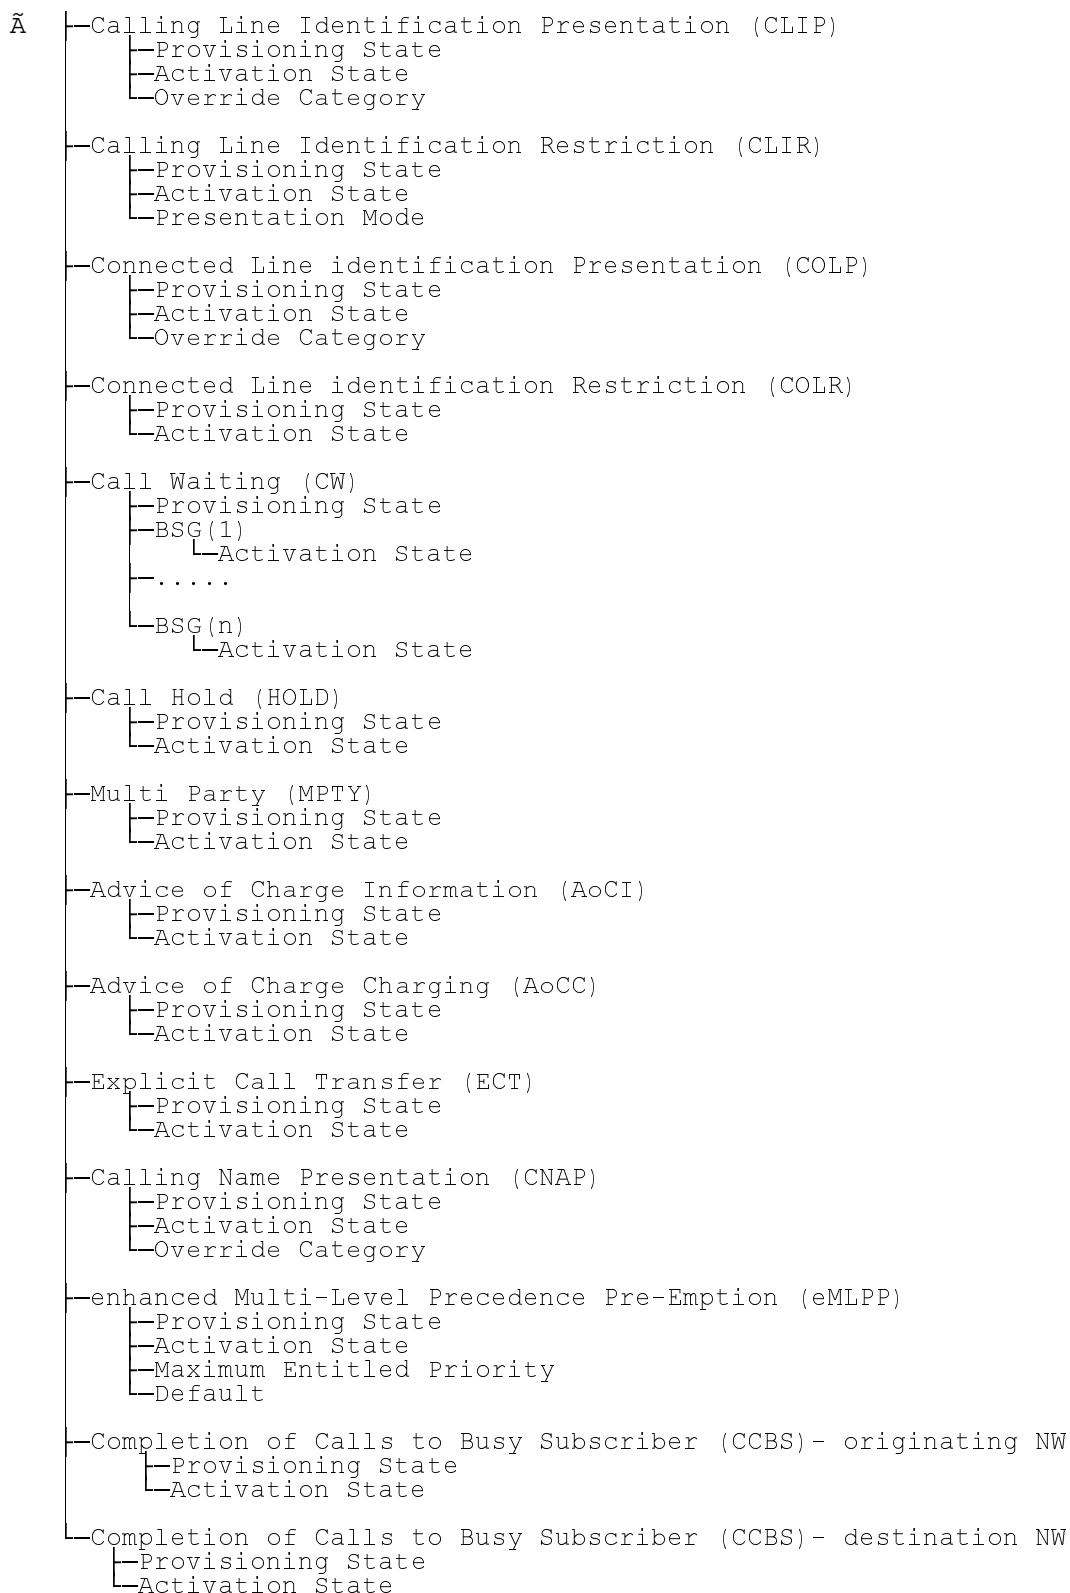 Ã Calling Line Identification Presentation (CLIP)
Provisioning State
Activation State
Override Category
Calling Line Identification Restriction (CLIR)
Provisioning State
Activation State
Presentation Mode
Connected Line identification Presentation (COLP)
Provisioning State
Activation State
Override Category
Connected Line identification Restriction (COLR)
Provisioning State
Activation State
Call Waiting (CW)
Provisioning State
BSG(1)
Activation State
.....
BSG(n)
Activation State
Call Hold (HOLD)
Provisioning State
Activation State
Multi Party (MPTY)
Provisioning State
Activation State
Advice of Charge Information (AoCI)
Provisioning State
Activation State
Advice of Charge Charging (AoCC)
Provisioning State
Activation State
Explicit Call Transfer (ECT)
Provisioning State
Activation State
Calling Name Presentation (CNAP)
Provisioning State
Activation State
Override Category
enhanced Multi-Level Precedence Pre-Emption (eMLPP)
Provisioning State
Activation State
Maximum Entitled Priority
Default
Completion of Calls to Busy Subscriber (CCBS)- originating NW
Provisioning State
Activation State
Completion of Calls to Busy Subscriber (CCBS)- destination NW
Provisioning State
Activation State